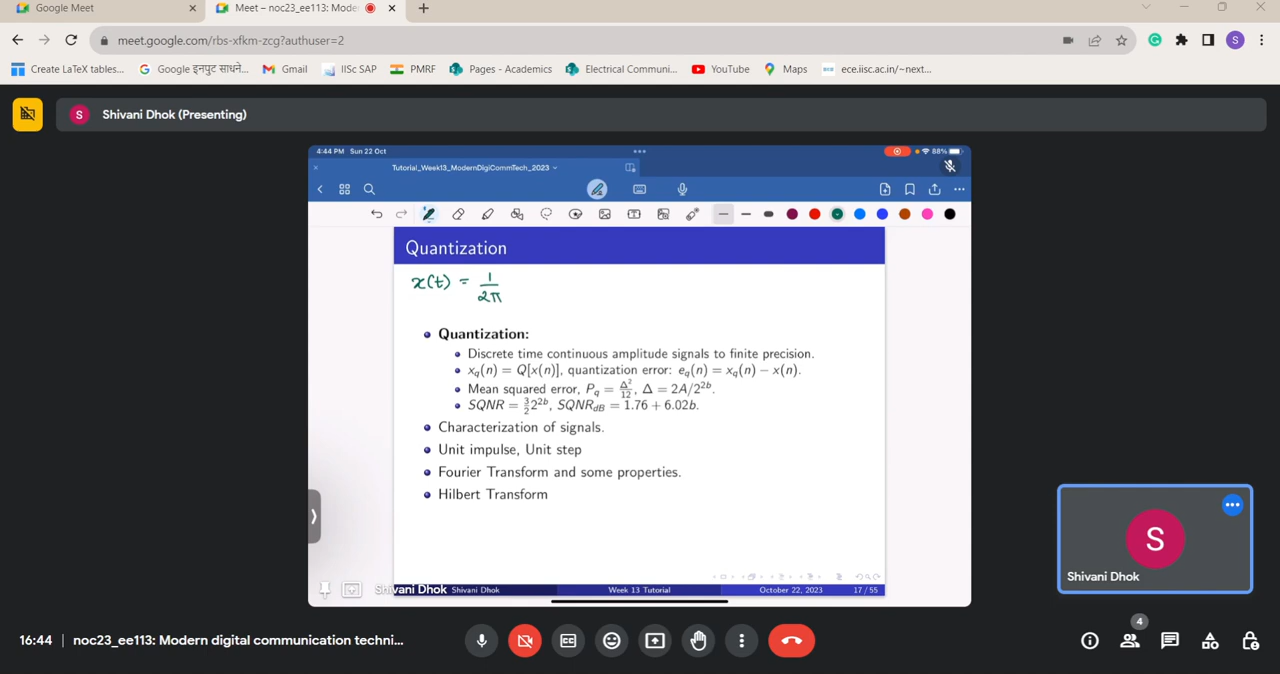 Google Meet
Meet – noc23_ee113: Mode
meet.google.com/rbs-xfkm-zcg?authuser=2
S
Create LaTeX tables...
Google इनपुट साधने...
Gmail
IISc SAP
PMRF
Pages - Academics
Electrical Communi...
YouTube
Maps
ece.iisc.ac.in/~next...
S Shivani Dhok (Presenting)
4:44 PM Sun 22 Oct
88%
Tutorial_Week13_ModernDigiCommTech_2023
Quantization
x(t) = 1/2π
Quantization:
Discrete time continuous amplitude signals to finite precision.
x_q(n) = Q[x(n)], quantization error: e_q(n) = x_q(n) − x(n).
Mean squared error, P_q = Δ²/12, Δ = 2A/2^{2b}.
SQNR = 3/2 2^{2b}, SQNR_{dB} = 1.76 + 6.02b.
Characterization of signals.
Unit impulse, Unit step
Fourier Transform and some properties.
Hilbert Transform
Shivani Dhok
Shivani Dhok
Week 13 Tutorial
October 22, 2023
17 / 55
S
Shivani Dhok
16:44 | noc23_ee113: Modern digital communication techni...
4